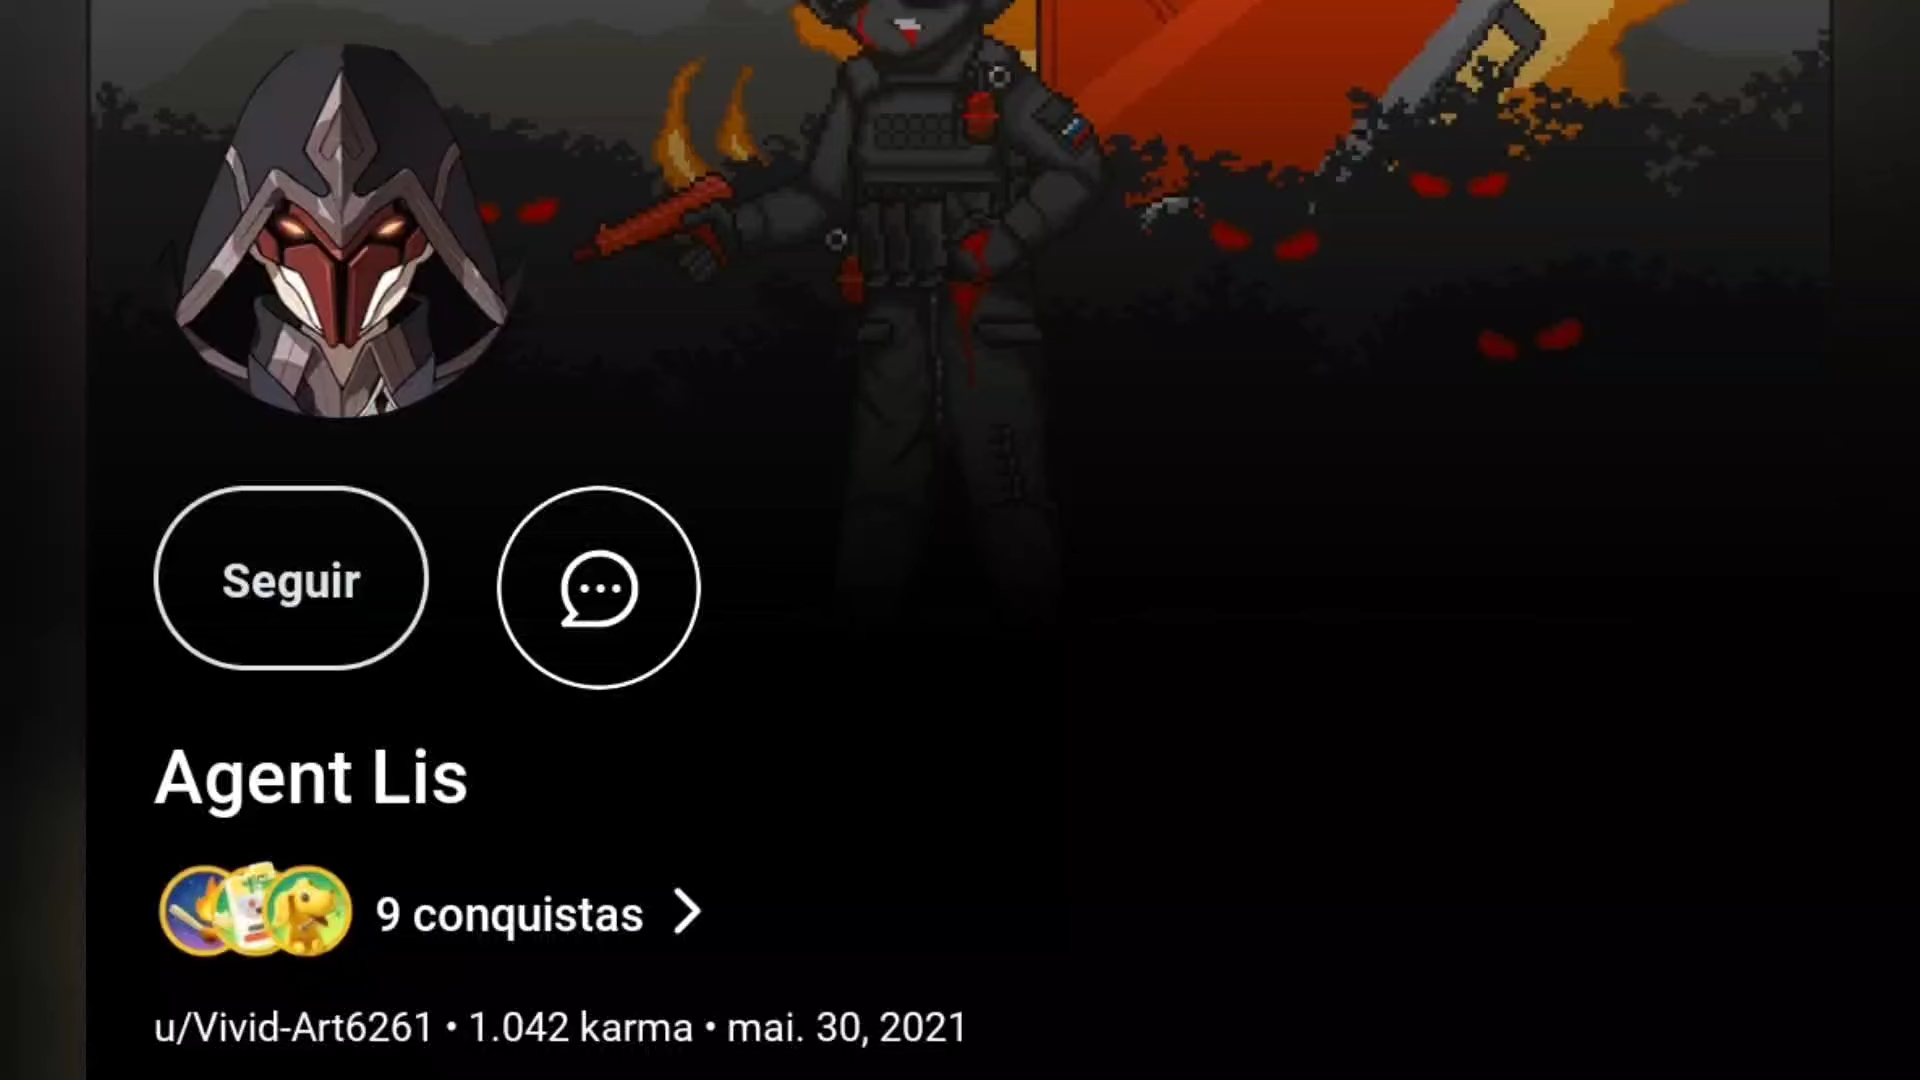 Seguir
Agent Lis
9 conquistas
u/Vivid-Art6261 • 1.042 karma • mai. 30, 2021